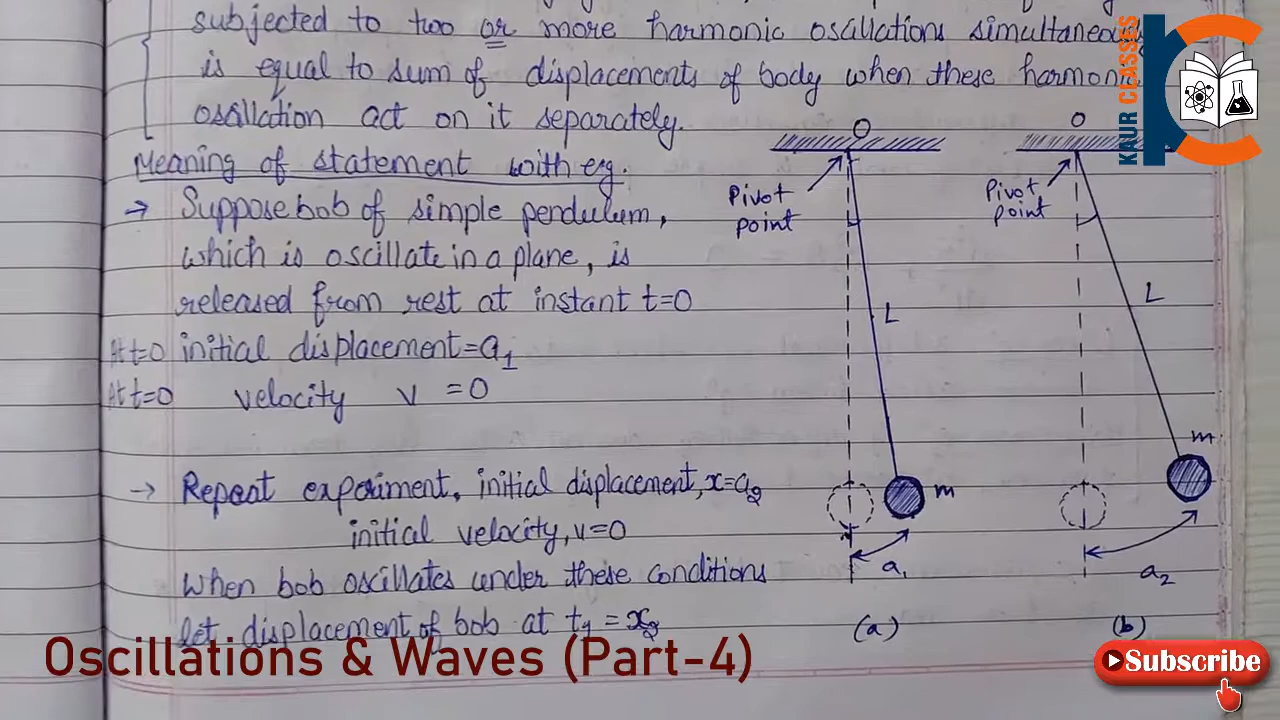 subjected to two or more harmonic oscillations simultaneous
is equal to sum of displacements of body when these harmonic
oscillation act on it separately.
Meaning of statement with eg.
→ Suppose bob of simple pendulum,
which is oscillate in a plane, is
released from rest at instant t=0
At t=0 initial displacement = a1
At t=0 velocity v = 0
→ Repeat experiment, initial displacement, x=a2
initial velocity, v=0
When bob oscillates under these conditions
let displacement of bob at t1 = x2
O
Pivot
point
L
m
a1
(a)
O
Pivot
point
L
m
a2
(b)
KAUR CLASSES
Oscillations & Waves (Part-4)
Subscribe